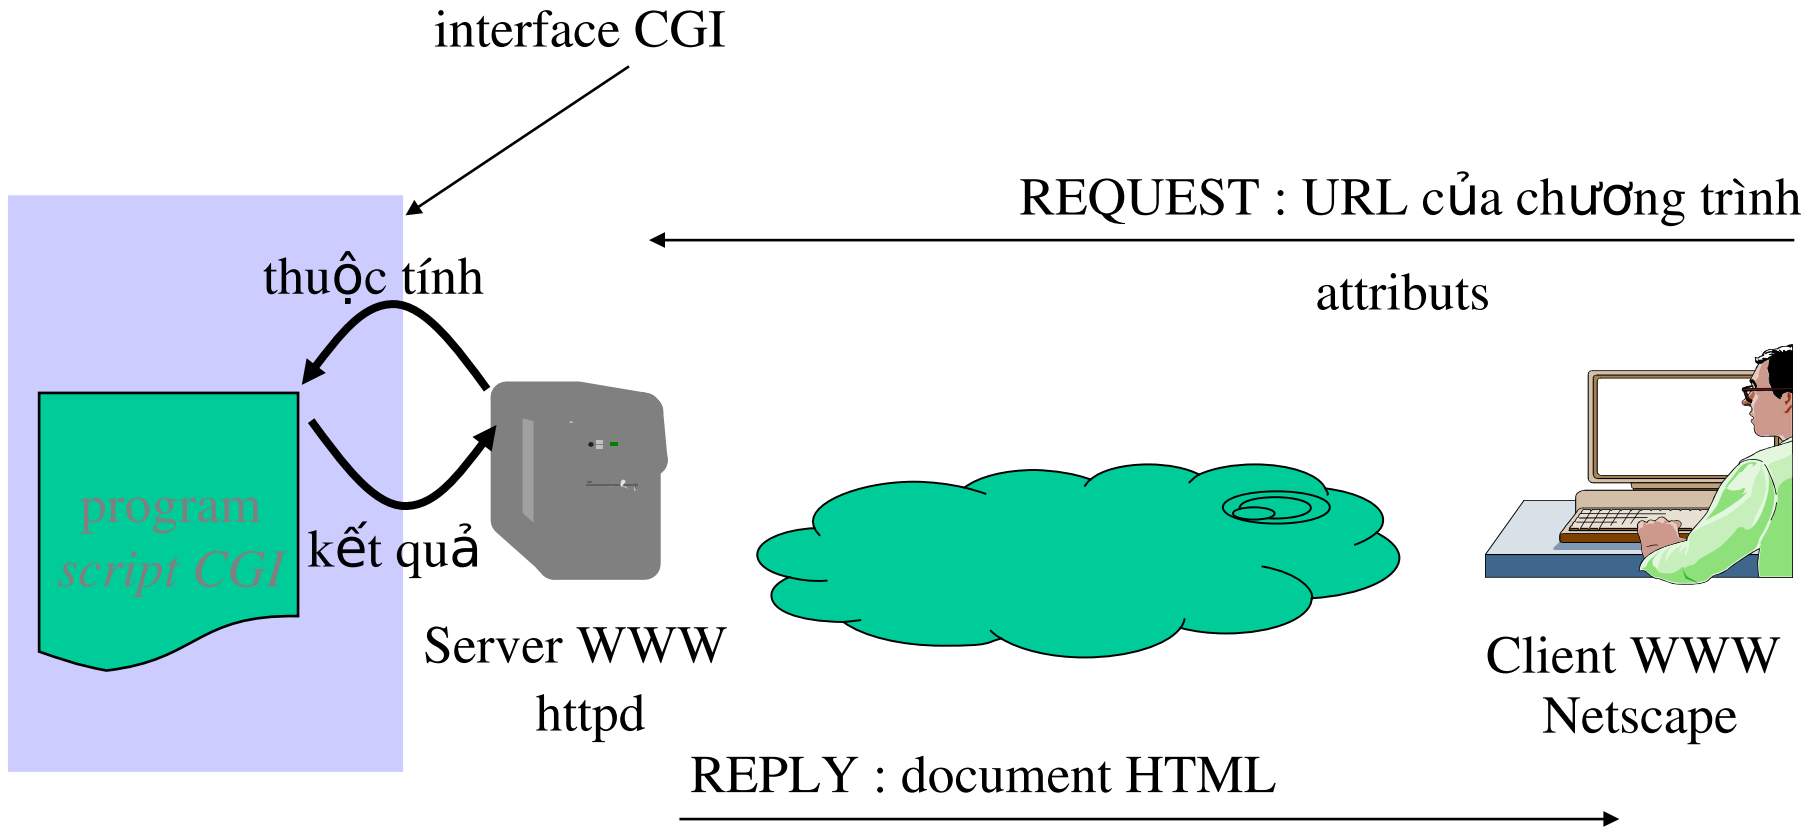 interface CGI
REQUEST : URL của chương trình
thuộc tính
attributs
program
script CGI
kết quả
Server WWW
httpd
Client WWW
Netscape
REPLY : document HTML